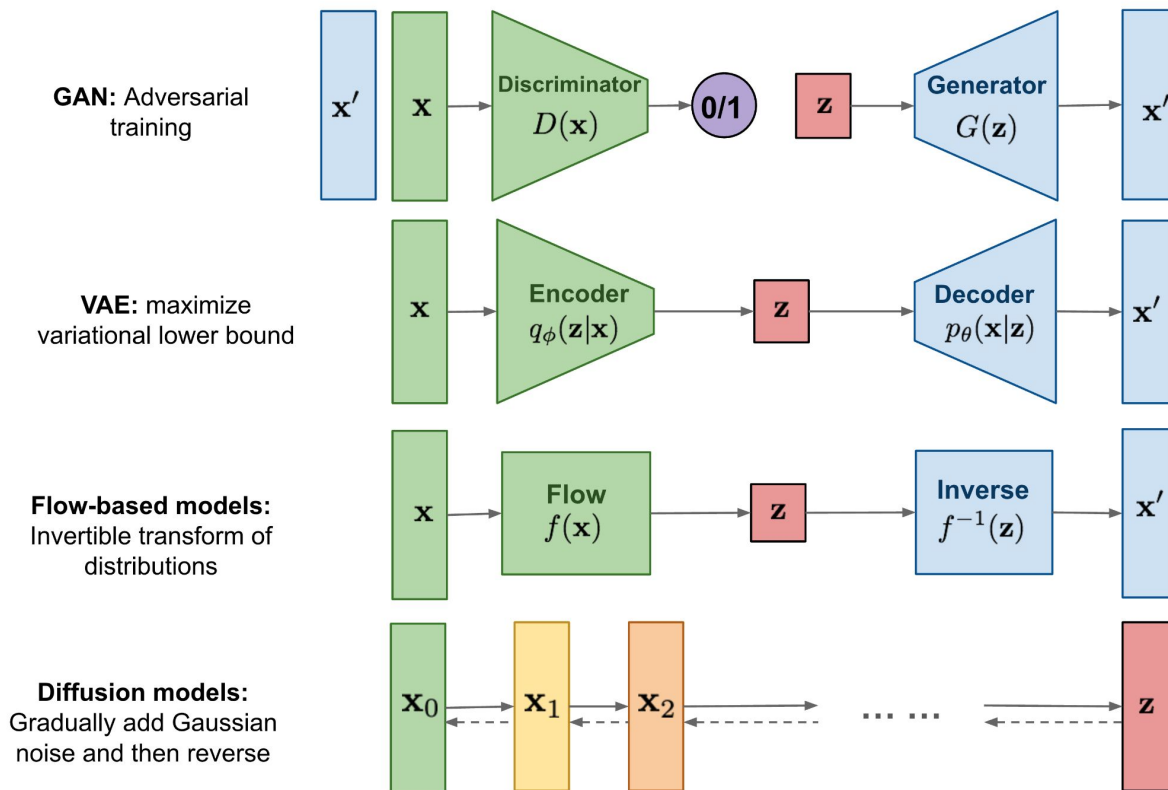 GAN: Adversarial
training
x′
x
Discriminator
D(x)
0/1
z
Generator
G(z)
x′
VAE: maximize
variational lower bound
x
Encoder
qϕ(z|x)
z
Decoder
pθ(x|z)
x′
Flow-based models:
Invertible transform of
distributions
x
Flow
f(x)
z
Inverse
f⁻¹(z)
x′
Diffusion models:
Gradually add Gaussian
noise and then reverse
x₀
x₁
x₂
... ...
z